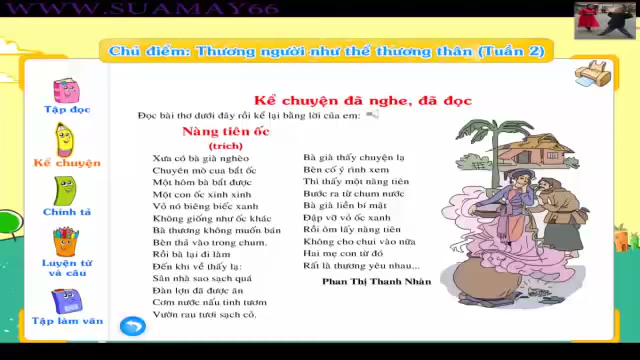 WWW.SUAMAY66
Chủ điểm: Thương người như thể thương thân (Tuần 2)
Tập đọc
Kể chuyện
Chính tả
Luyện từ
và câu
Tập làm văn
Kể chuyện đã nghe, đã đọc
Đọc bài thơ dưới đây rồi kể lại bằng lời của em:
Nàng tiên ốc
(trích)
Xưa có bà già nghèo
Chuyên mò cua bắt ốc
Một hôm bà bắt được
Một con ốc xinh xinh
Vỏ nó biêng biếc xanh
Không giống như ốc khác
Bà thương không muốn bán
Bèn thả vào trong chum.
Rồi bà lại đi làm
Đến khi về thấy lạ:
Sân nhà sao sạch quá
Đàn lợn đã được ăn
Cơm nước nấu tinh tươm
Vườn rau tươi sạch cỏ.
Bà già thấy chuyện lạ
Bèn cố ý rình xem
Thì thấy một nàng tiên
Bước ra từ chum nước
Bà già liền bí mật
Đập vỡ vỏ ốc xanh
Rồi ôm lấy nàng tiên
Không cho chui vào nữa
Hai mẹ con từ đó
Rất là thương yêu nhau...
Phan Thị Thanh Nhàn